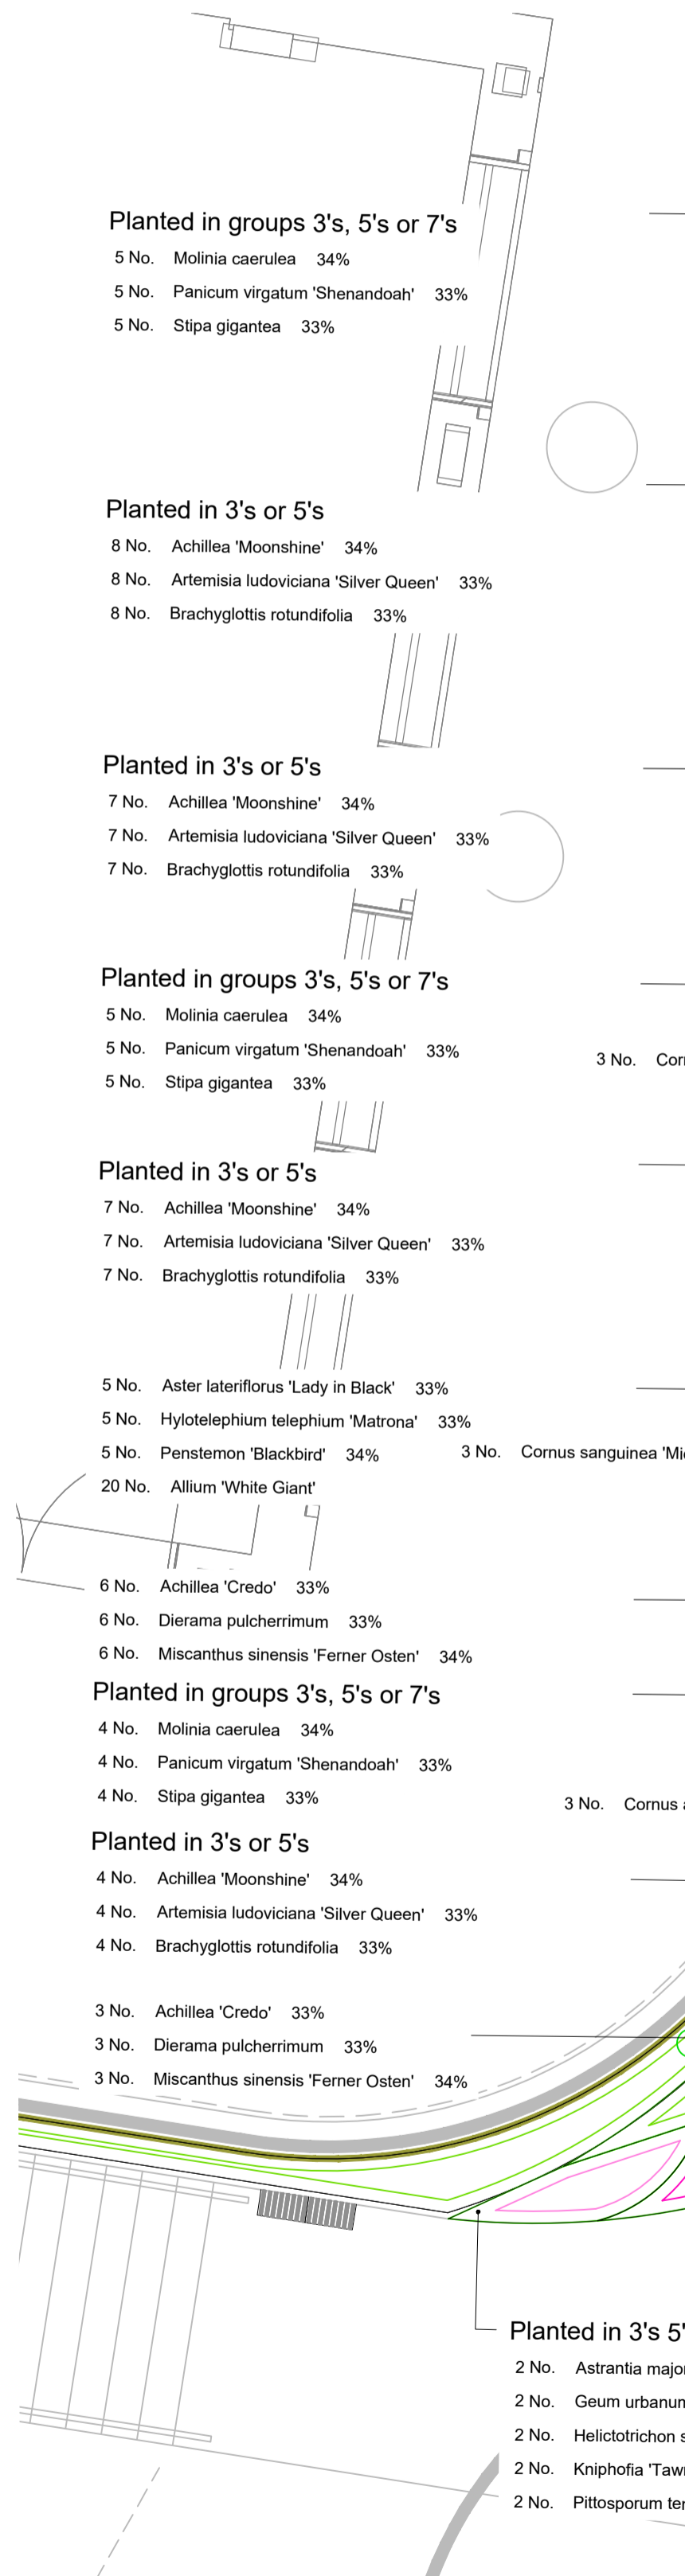 Planted in groups 3's, 5's or 7's
5 No. Molinia caerulea 34%
5 No. Panicum virgatum 'Shenandoah' 33%
5 No. Stipa gigantea 33%
Planted in 3's or 5's
8 No. Achillea 'Moonshine' 34%
8 No. Artemisia ludoviciana 'Silver Queen' 33%
8 No. Brachyglottis rotundifolia 33%
Planted in 3's or 5's
7 No. Achillea 'Moonshine' 34%
7 No. Artemisia ludoviciana 'Silver Queen' 33%
7 No. Brachyglottis rotundifolia 33%
Planted in groups 3's, 5's or 7's
5 No. Molinia caerulea 34%
5 No. Panicum virgatum 'Shenandoah' 33%
3 No. Corn
5 No. Stipa gigantea 33%
Planted in 3's or 5's
7 No. Achillea 'Moonshine' 34%
7 No. Artemisia ludoviciana 'Silver Queen' 33%
7 No. Brachyglottis rotundifolia 33%
5 No. Aster lateriflorus 'Lady in Black' 33%
5 No. Hylotelephium telephium 'Matrona' 33%
5 No. Penstemon 'Blackbird' 34%
3 No. Cornus sanguinea 'Mi
20 No. Allium 'White Giant'
6 No. Achillea 'Credo' 33%
6 No. Dierama pulcherrimum 33%
6 No. Miscanthus sinensis 'Ferner Osten' 34%
Planted in groups 3's, 5's or 7's
4 No. Molinia caerulea 34%
4 No. Panicum virgatum 'Shenandoah' 33%
4 No. Stipa gigantea 33%
3 No. Cornus
Planted in 3's or 5's
4 No. Achillea 'Moonshine' 34%
4 No. Artemisia ludoviciana 'Silver Queen' 33%
4 No. Brachyglottis rotundifolia 33%
3 No. Achillea 'Credo' 33%
3 No. Dierama pulcherrimum 33%
3 No. Miscanthus sinensis 'Ferner Osten' 34%
Planted in 3's 5'
2 No. Astrantia majo
2 No. Geum urbanum
2 No. Helictotrichon s
2 No. Kniphofia 'Taw
2 No. Pittosporum te